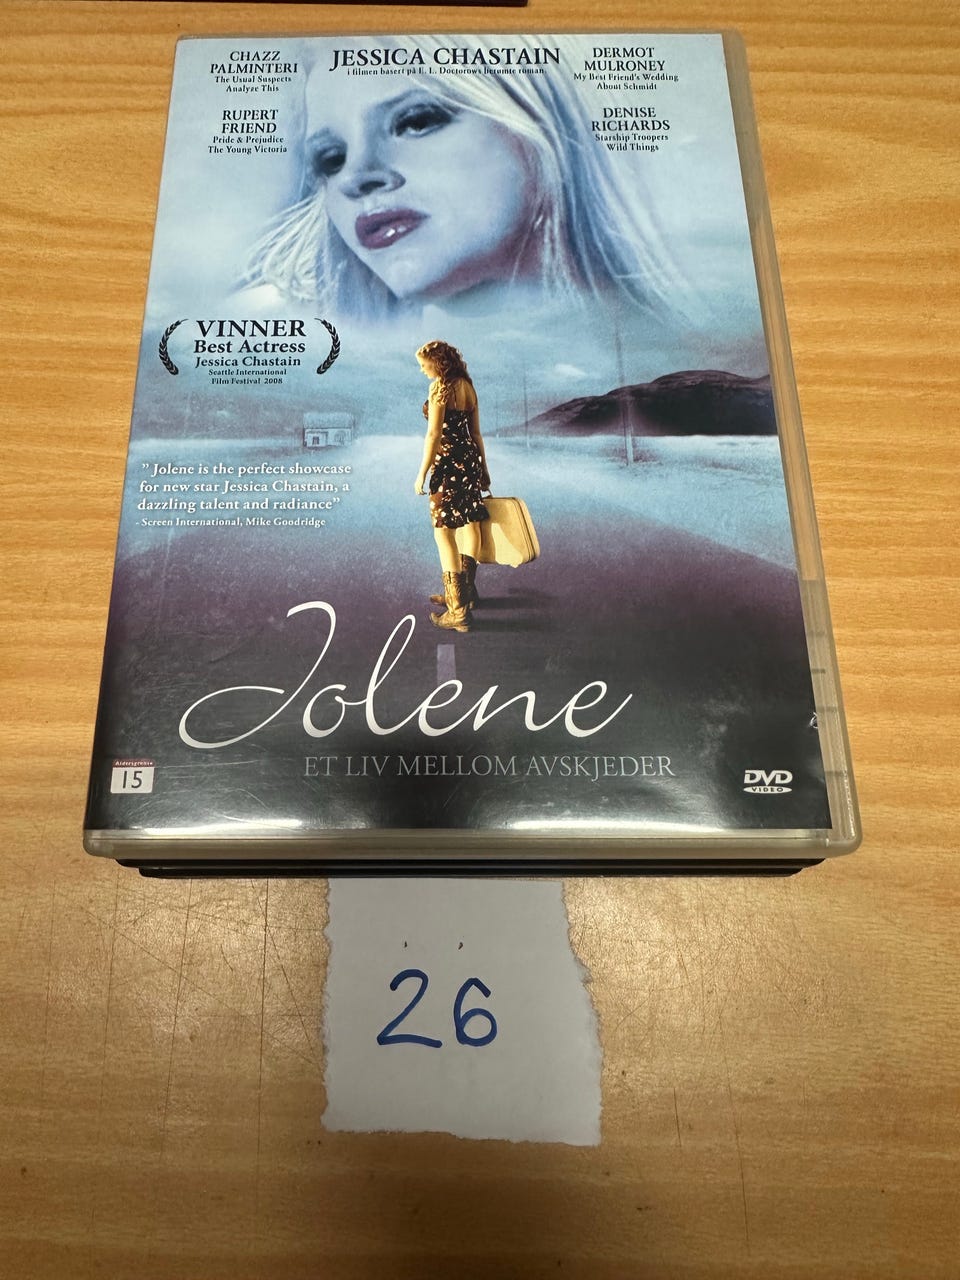 CHAZZ
PALMINTERI
The Usual Suspects
Analyze This
JESSICA CHASTAIN
i filmen basert på E. L. Doctorows berømte roman.
DERMOT
MULRONEY
My Best Friend's Wedding
About Schmidt
RUPERT
FRIEND
Pride & Prejudice
The Young Victoria
DENISE
RICHARDS
Starship Troopers
Wild Things
VINNER
Best Actress
Jessica Chastain
Seattle International
Film Festival 2008
” Jolene is the perfect showcase
for new star Jessica Chastain, a
dazzling talent and radiance”
- Screen International, Mike Goodridge
Jolene
ET LIV MELLOM AVSKJEDER
Aldersgrense
15
DVD
VIDEO
26